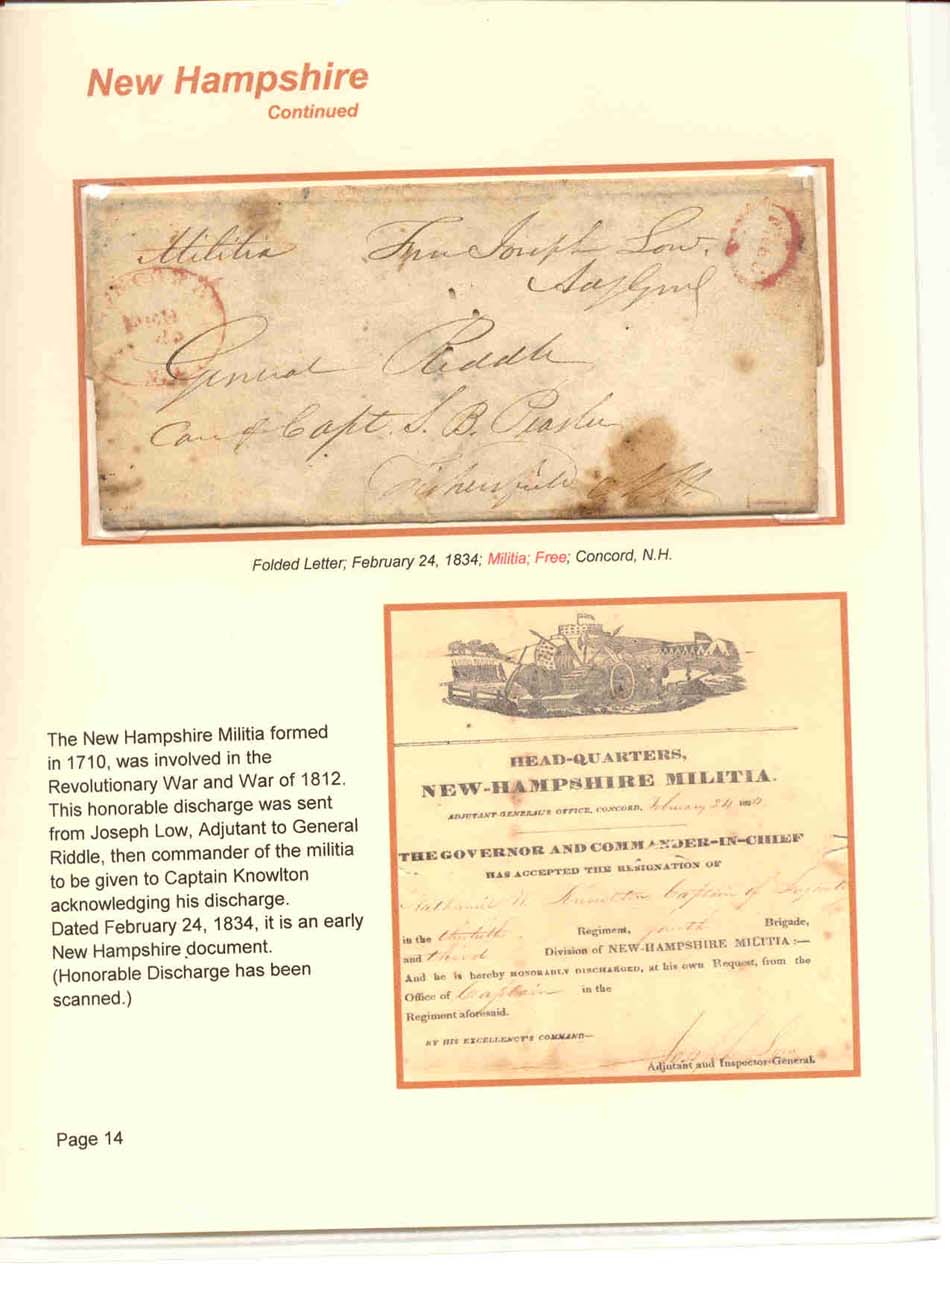 New Hampshire
Continued
Militia From Joseph Low.
Adj Genl
CONCORD
N.H.
General Riddle
Care of Capt. S. B. Peaslee
Fishersfield N.H.
Folded Letter; February 24, 1834; Militia; Free; Concord, N.H.
The New Hampshire Militia formed
in 1710, was involved in the
Revolutionary War and War of 1812.
This honorable discharge was sent
from Joseph Low, Adjutant to General
Riddle, then commander of the militia
to be given to Captain Knowlton
acknowledging his discharge.
Dated February 24, 1834, it is an early
New Hampshire document.
(Honorable Discharge has been
scanned.)
HEAD-QUARTERS,
NEW-HAMPSHIRE MILITIA.
ADJUTANT GENERAL'S OFFICE, CONCORD, February 24 1834
THE GOVERNOR AND COMMANDER-IN-CHIEF
HAS ACCEPTED THE RESIGNATION OF
Nathaniel Knowlton Captain of
in the thirtieth Regiment, fourth Brigade,
and third Division of NEW-HAMPSHIRE MILITIA :—
And he is hereby HONORABLY DISCHARGED, at his own Request, from the
Office of Captain in the
Regiment aforesaid.
BY HIS EXCELLENCY'S COMMAND—
Joseph Low
Adjutant and Inspector-General.
Page 14